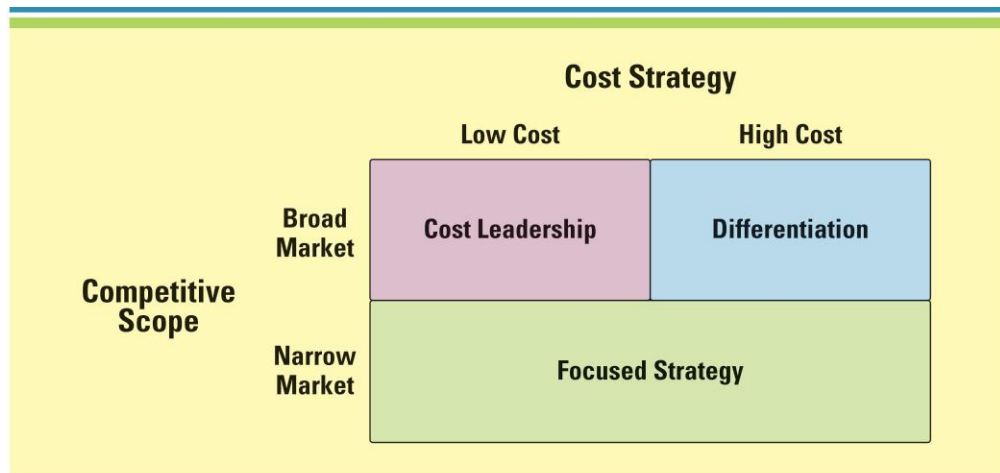 Cost Strategy
Low Cost
High Cost
Broad
Market
Cost Leadership
Differentiation
Competitive
Scope
Narrow
Market
Focused Strategy